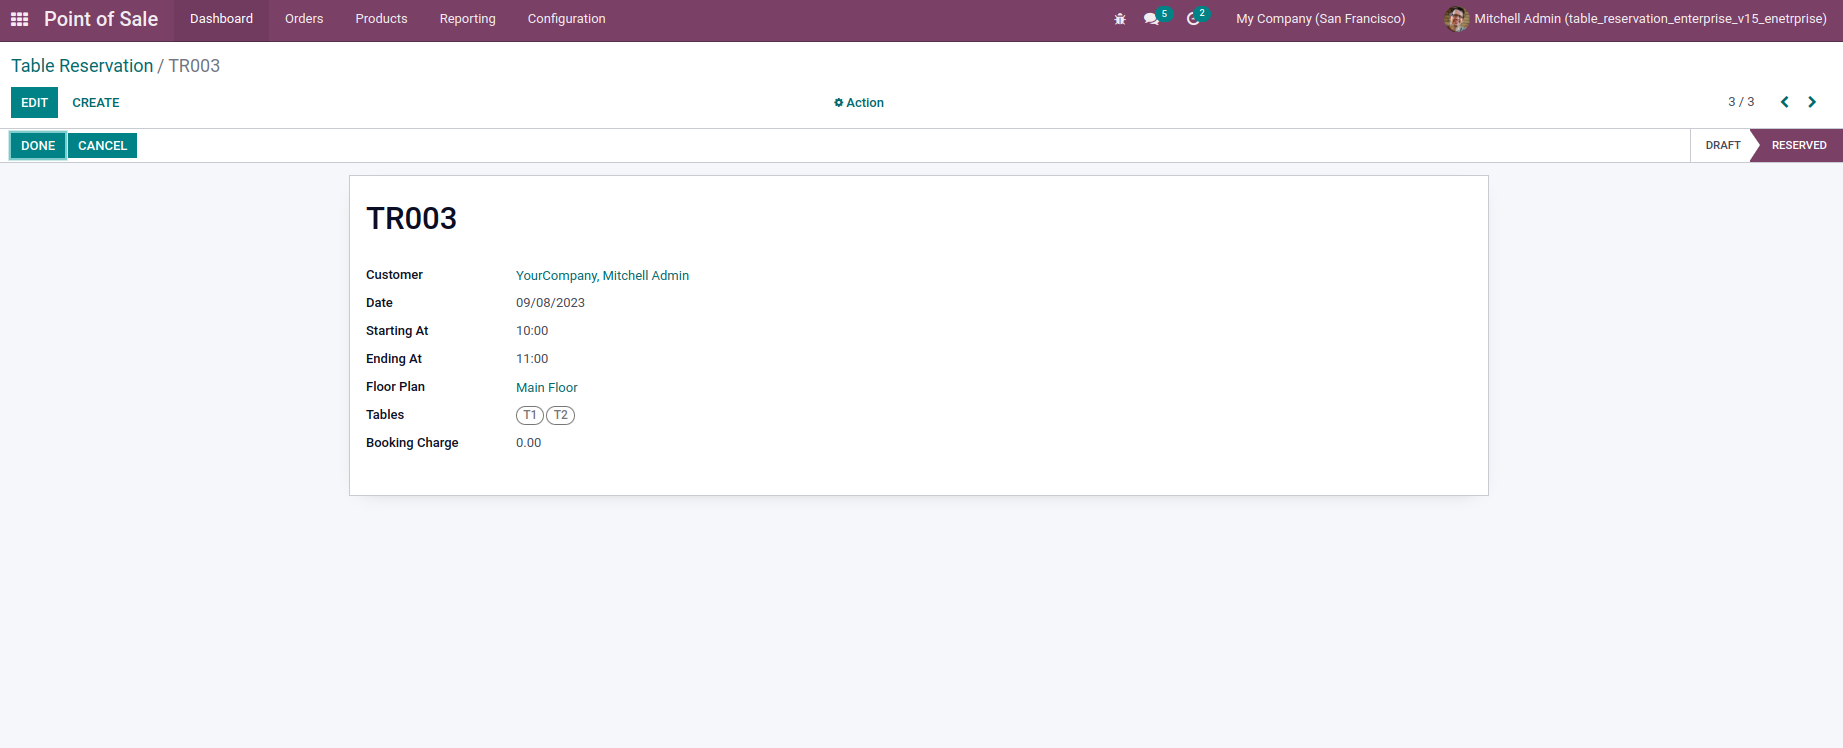 Point of Sale Dashboard Orders Products Reporting Configuration 5 2 My Company (San Francisco) Mitchell Admin (table_reservation_enterprise_v15_enetrprise)
Table Reservation / TR003
EDIT CREATE Action 3 / 3
DONE CANCEL DRAFT RESERVED
TR003
Customer YourCompany, Mitchell Admin
Date 09/08/2023
Starting At 10:00
Ending At 11:00
Floor Plan Main Floor
Tables T1 T2
Booking Charge 0.00